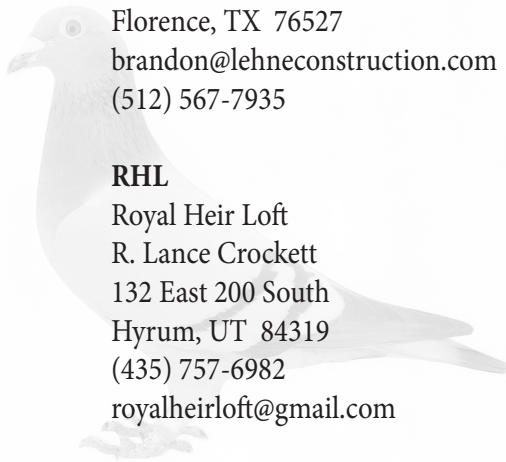 Florence, TX  76527
brandon@lehneconstruction.com
(512) 567-7935
RHL
Royal Heir Loft
R. Lance Crockett
132 East 200 South
Hyrum, UT  84319
(435) 757-6982
royalheirloft@gmail.com